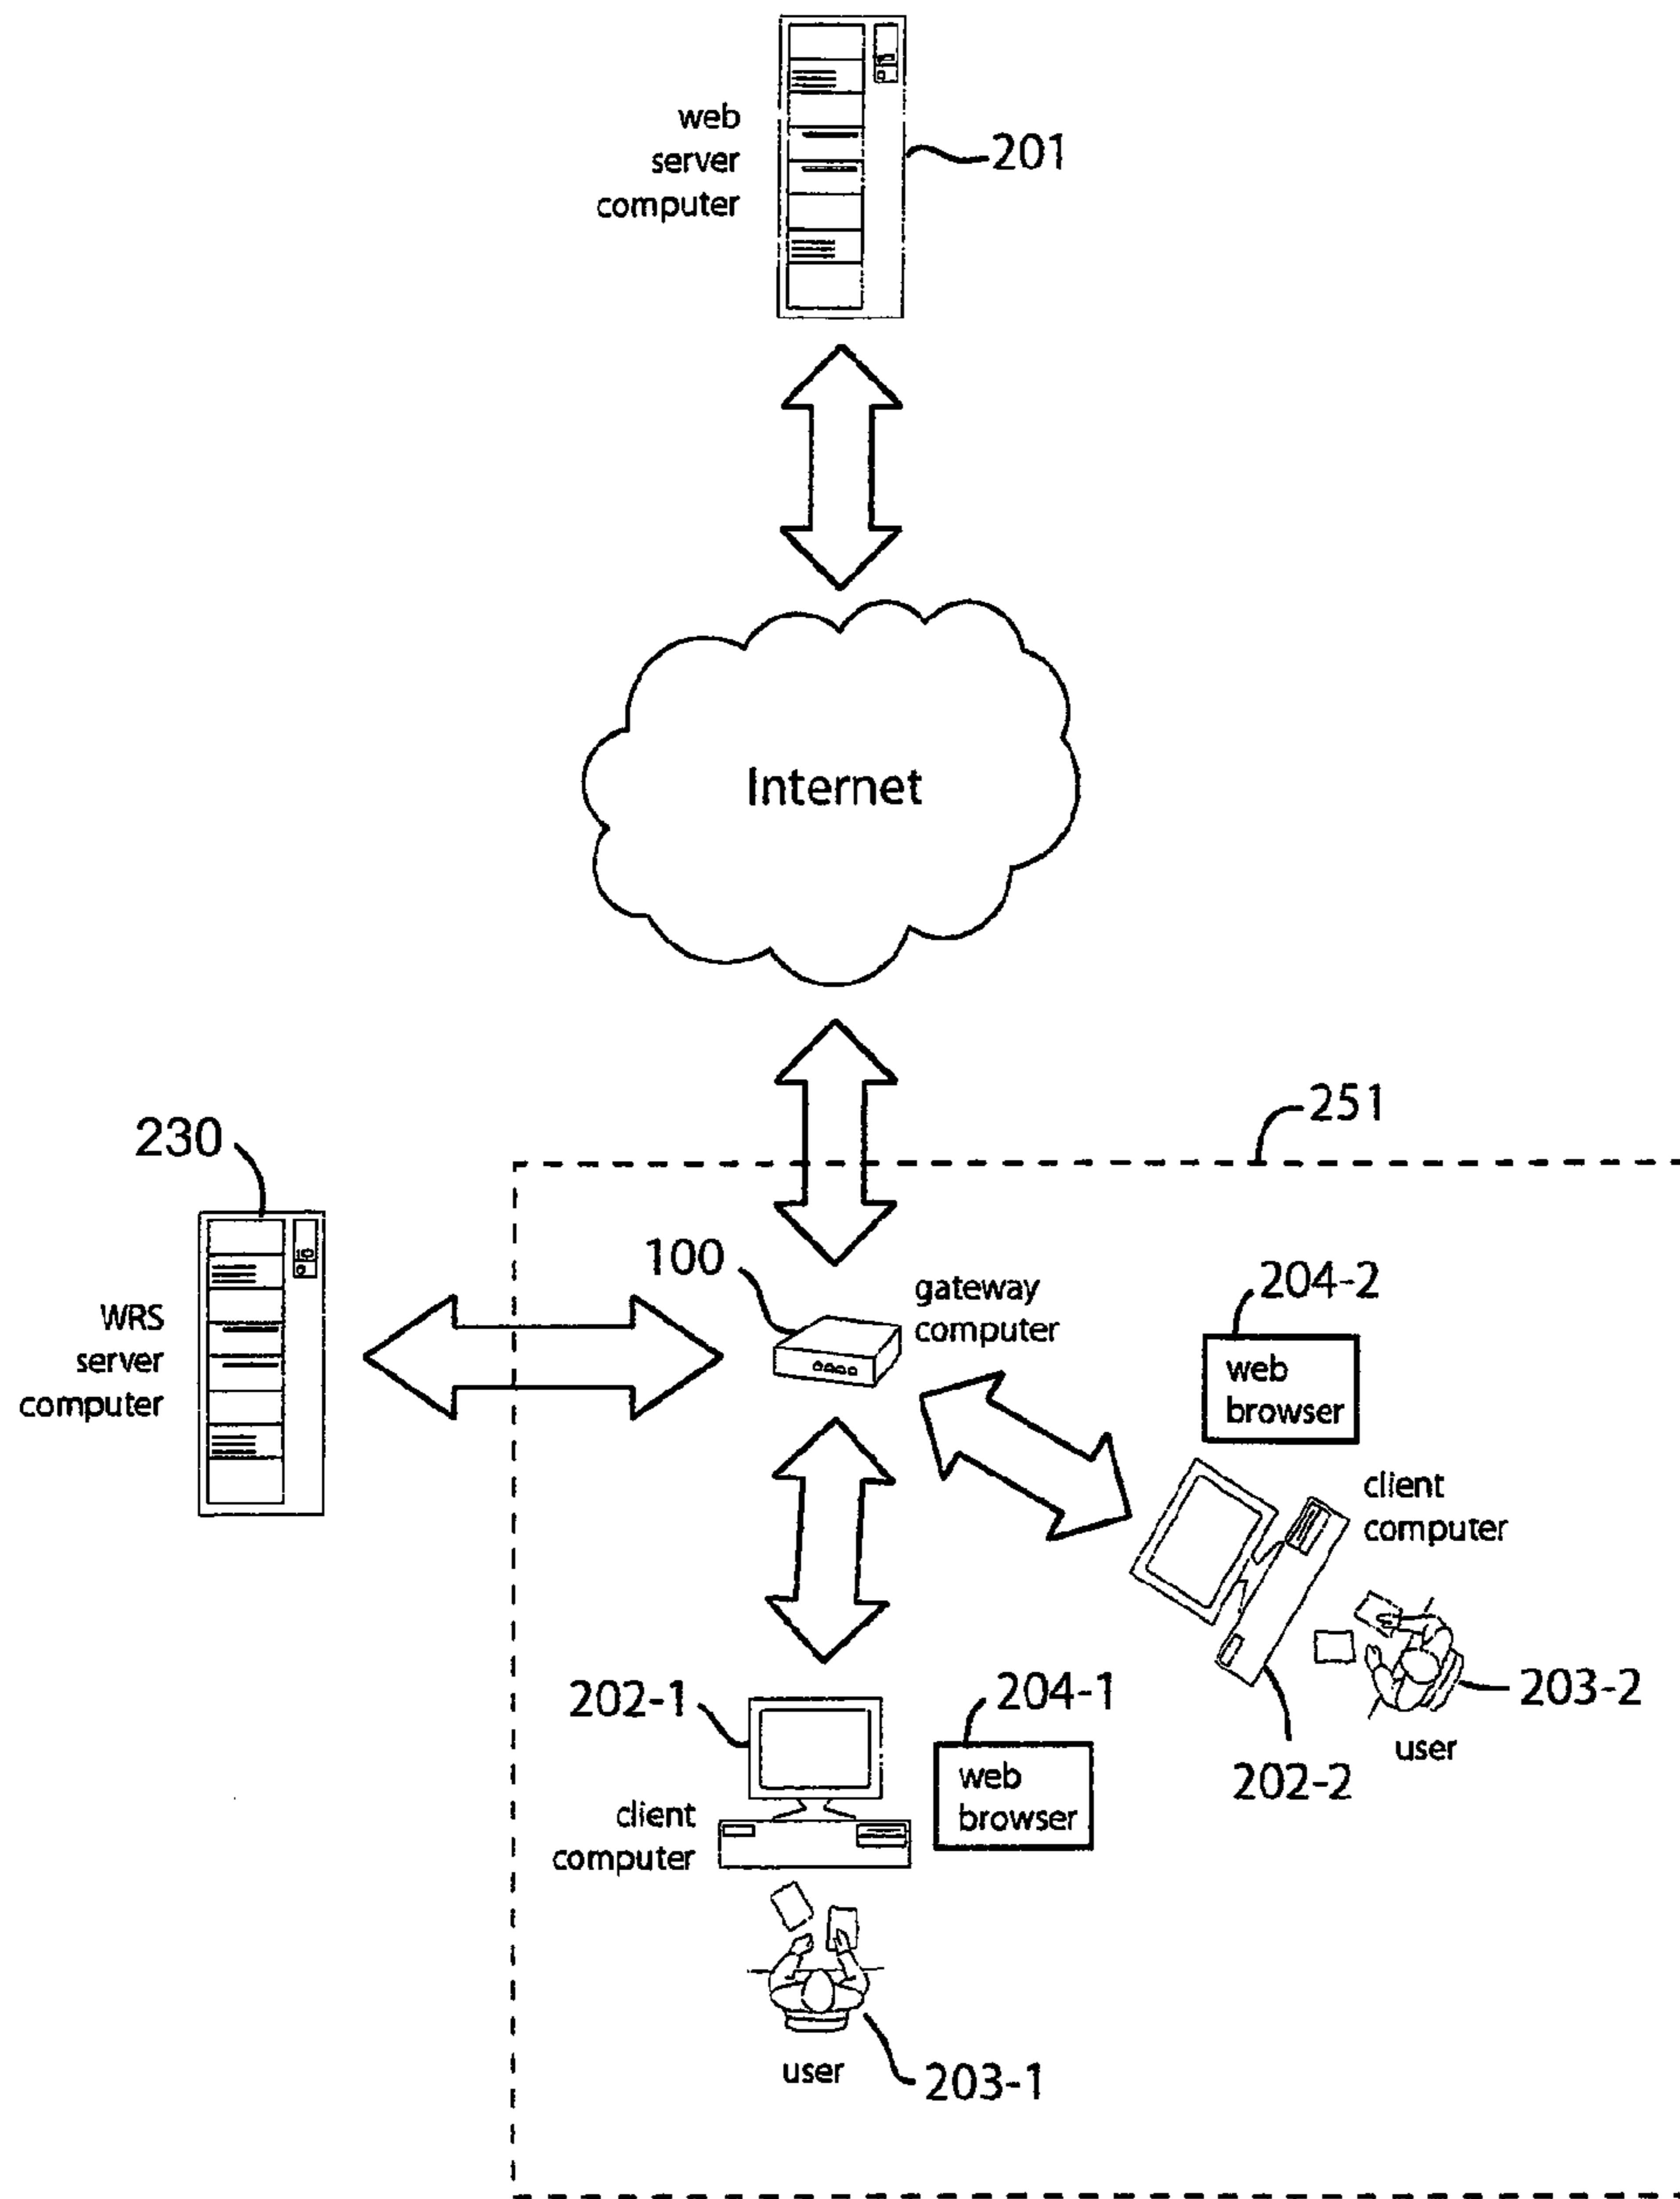 web
server
computer
201
Internet
251
230
100
gateway
computer
204-2
WRS
server
computer
web
browser
client
computer
202-1
204-1
203-2
user
202-2
web
browser
client
computer
user
203-1